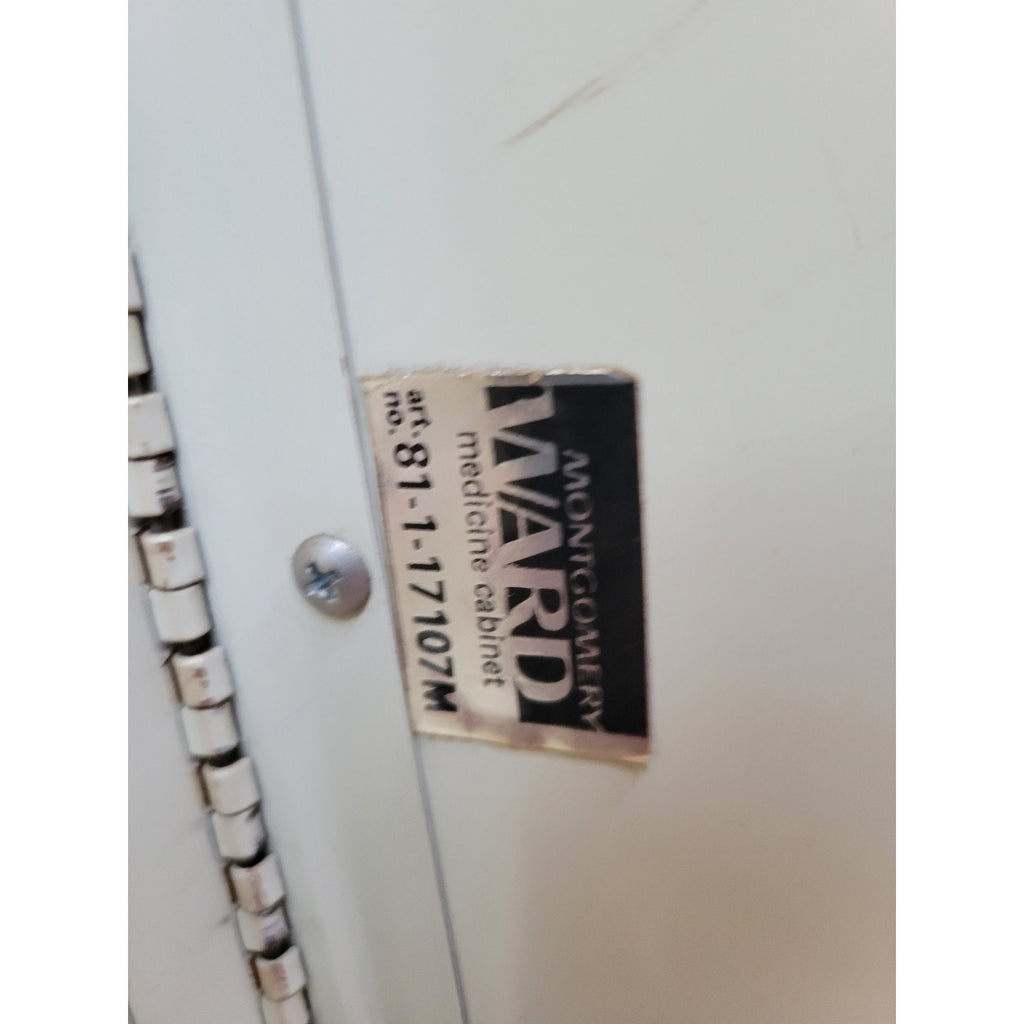 MONTGOMERY
WARD
medicine cabinet
art.
no. 81-1-17107M